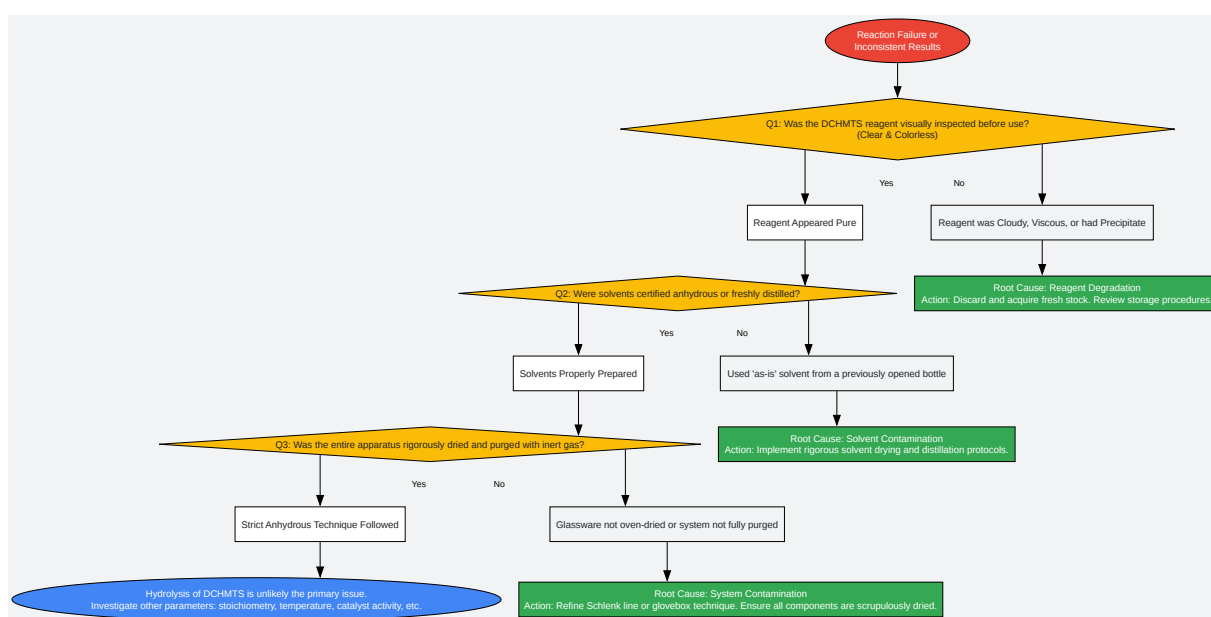 Reaction Failure or
Inconsistent Results
Q1: Was the DCHMTS reagent visually inspected before use?
(Clear & Colorless)
Yes
No
Reagent Appeared Pure
Reagent was Cloudy, Viscous, or had Precipitate
Root Cause: Reagent Degradation
Action: Discard and acquire fresh stock. Review storage procedures.
Q2: Were solvents certified anhydrous or freshly distilled?
Yes
No
Solvents Properly Prepared
Used 'as-is' solvent from a previously opened bottle
Root Cause: Solvent Contamination
Action: Implement rigorous solvent drying and distillation protocols.
Q3: Was the entire apparatus rigorously dried and purged with inert gas?
Yes
No
Strict Anhydrous Technique Followed
Glassware not oven-dried or system not fully purged
Hydrolysis of DCHMTS is unlikely the primary issue.
Investigate other parameters: stoichiometry, temperature, catalyst activity, etc.
Root Cause: System Contamination
Action: Refine Schlenk line or glovebox technique. Ensure all components are scrupulously dried.